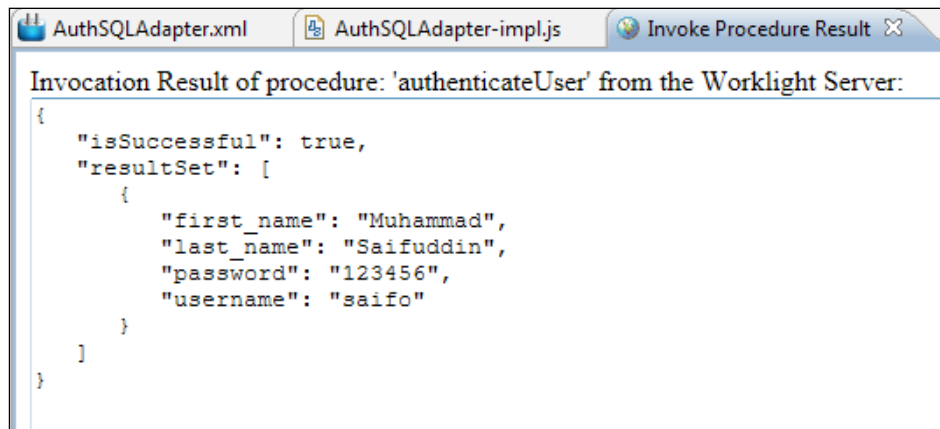 AuthSQLAdapter.xml AuthSQLAdapter-impl.js Invoke Procedure Result
Invocation Result of procedure: 'authenticateUser' from the Worklight Server:
{
"isSuccessful": true,
"resultSet": [
{
"first_name": "Muhammad",
"last_name": "Saifuddin",
"password": "123456",
"username": "saifo"
}
]
}